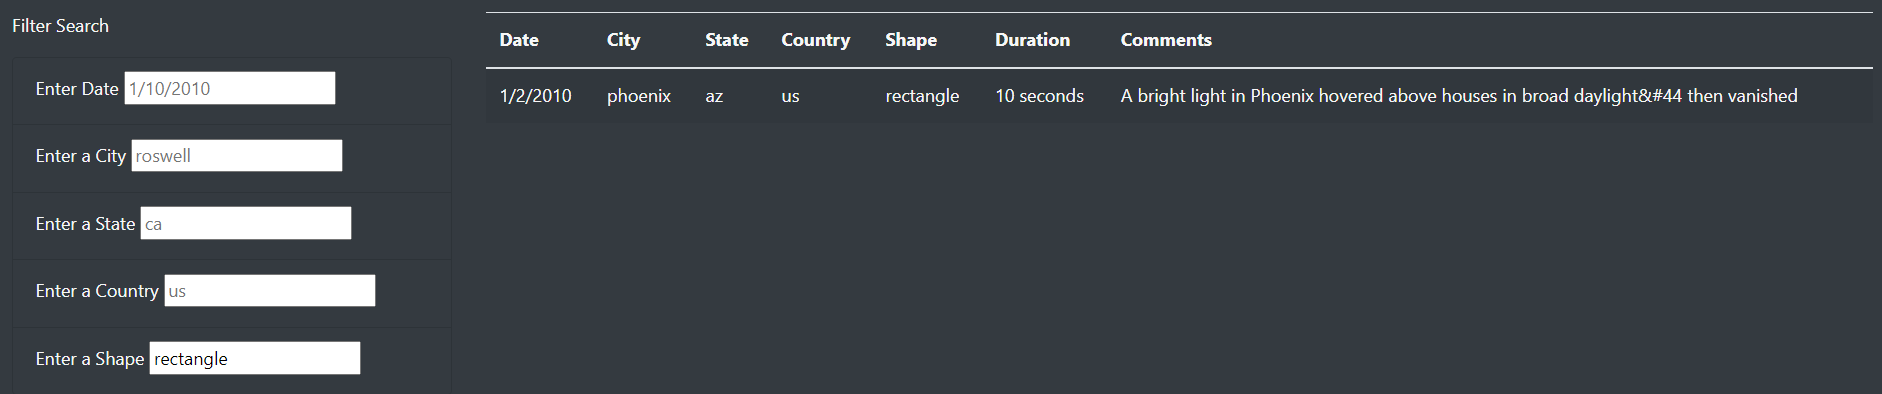 Filter Search
Enter Date 1/10/2010
Enter a City roswell
Enter a State ca
Enter a Country us
Enter a Shape rectangle
Date City State Country Shape Duration Comments
1/2/2010 phoenix az us rectangle 10 seconds A bright light in Phoenix hovered above houses in broad daylight&#44 then vanished